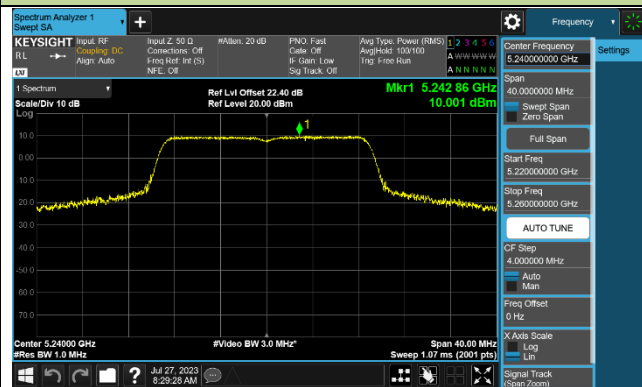 Spectrum Analyzer 1
Swept SA
Frequency
KEYSIGHT
RL
LXI
Input: RF
Coupling: DC
Align: Auto
Input Z: 50 Ω
Corrections: Off
Freq Ref: Int (S)
NFE: Off
#Atten: 20 dB
PNO: Fast
Gate: Off
IF Gain: Low
Sig Track: Off
Avg Type: Power (RMS)
Avg|Hold: 100/100
Trig: Free Run
1 2 3 4 5 6
A W W W W W
A N N N N N
1 Spectrum
Scale/Div 10 dB
Ref Lvl Offset 22.40 dB
Ref Level 20.00 dBm
Mkr1 5.242 86 GHz
10.001 dBm
Log
1
10.0
0.00
-10.0
-20.0
-30.0
-40.0
-50.0
-60.0
-70.0
Center 5.24000 GHz
#Res BW 1.0 MHz
#Video BW 3.0 MHz*
Span 40.00 MHz
Sweep 1.07 ms (2001 pts)
Center Frequency
5.240000000 GHz
Settings
Span
40.0000000 MHz
Swept Span
Zero Span
Full Span
Start Freq
5.220000000 GHz
Stop Freq
5.260000000 GHz
AUTO TUNE
CF Step
4.000000 MHz
Auto
Man
Freq Offset
0 Hz
X Axis Scale
Log
Lin
Signal Track
(Span Zoom)
Jul 27, 2023
8:29:28 AM